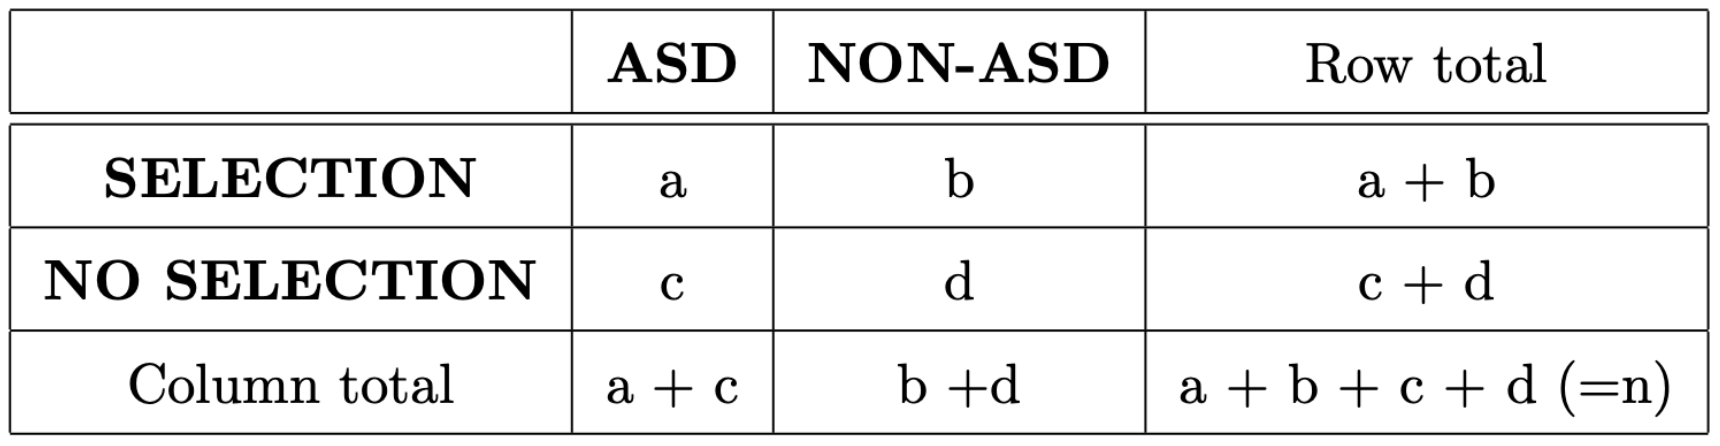 ASD NON-ASD Row total
SELECTION a b a + b
NO SELECTION c d c + d
Column total a + c b +d a + b + c + d (=n)